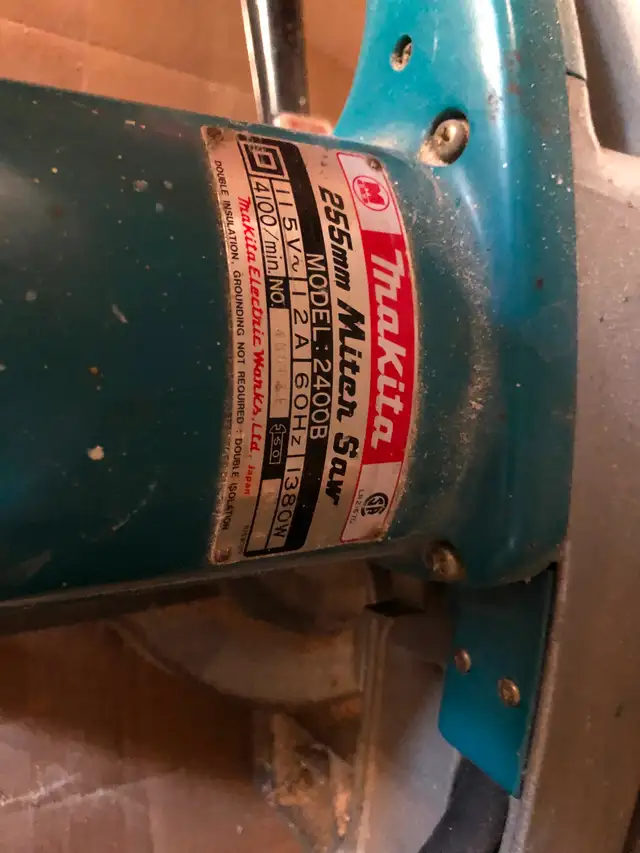 Makita
LR21570
255mm Miter Saw
MODEL 2400B
115V~ 12A 60Hz 1380W
4100/min. NO.
Makita Electric Works, Ltd. Japan
DOUBLE INSULATION, GROUNDING NOT REQUIRED : DOUBLE ISOLATION